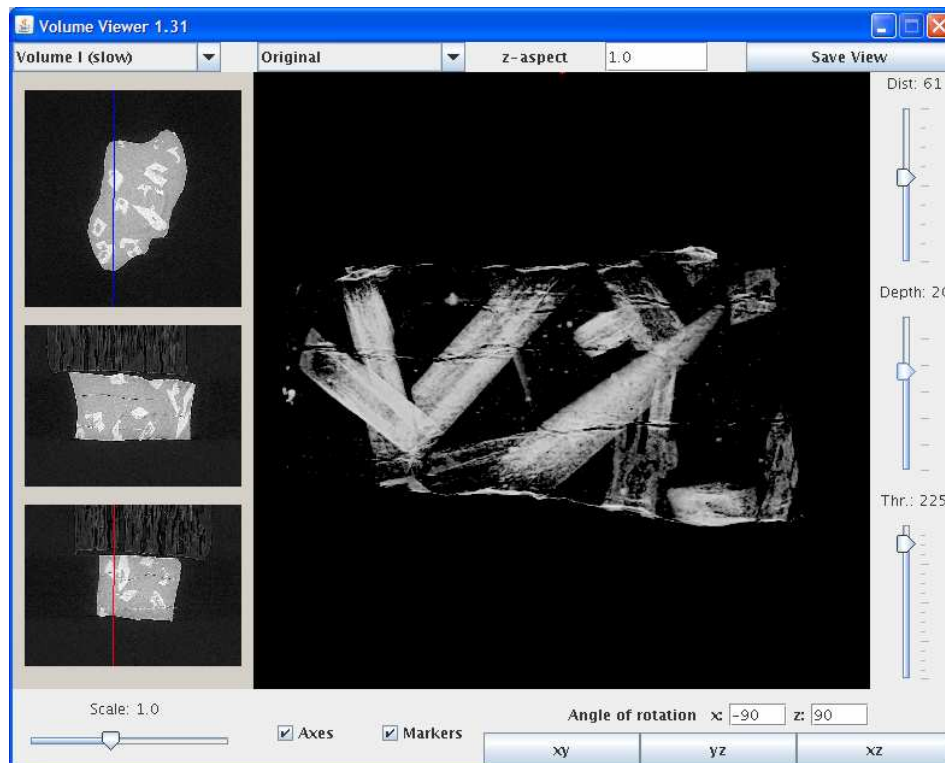 Volume Viewer 1.31
Volume I (slow) Original z-aspect 1.0 Save View
Dist: 61
Depth: 20
Thr.: 225
Scale: 1.0
Axes Markers
Angle of rotation x: -90 z: 90
xy yz xz